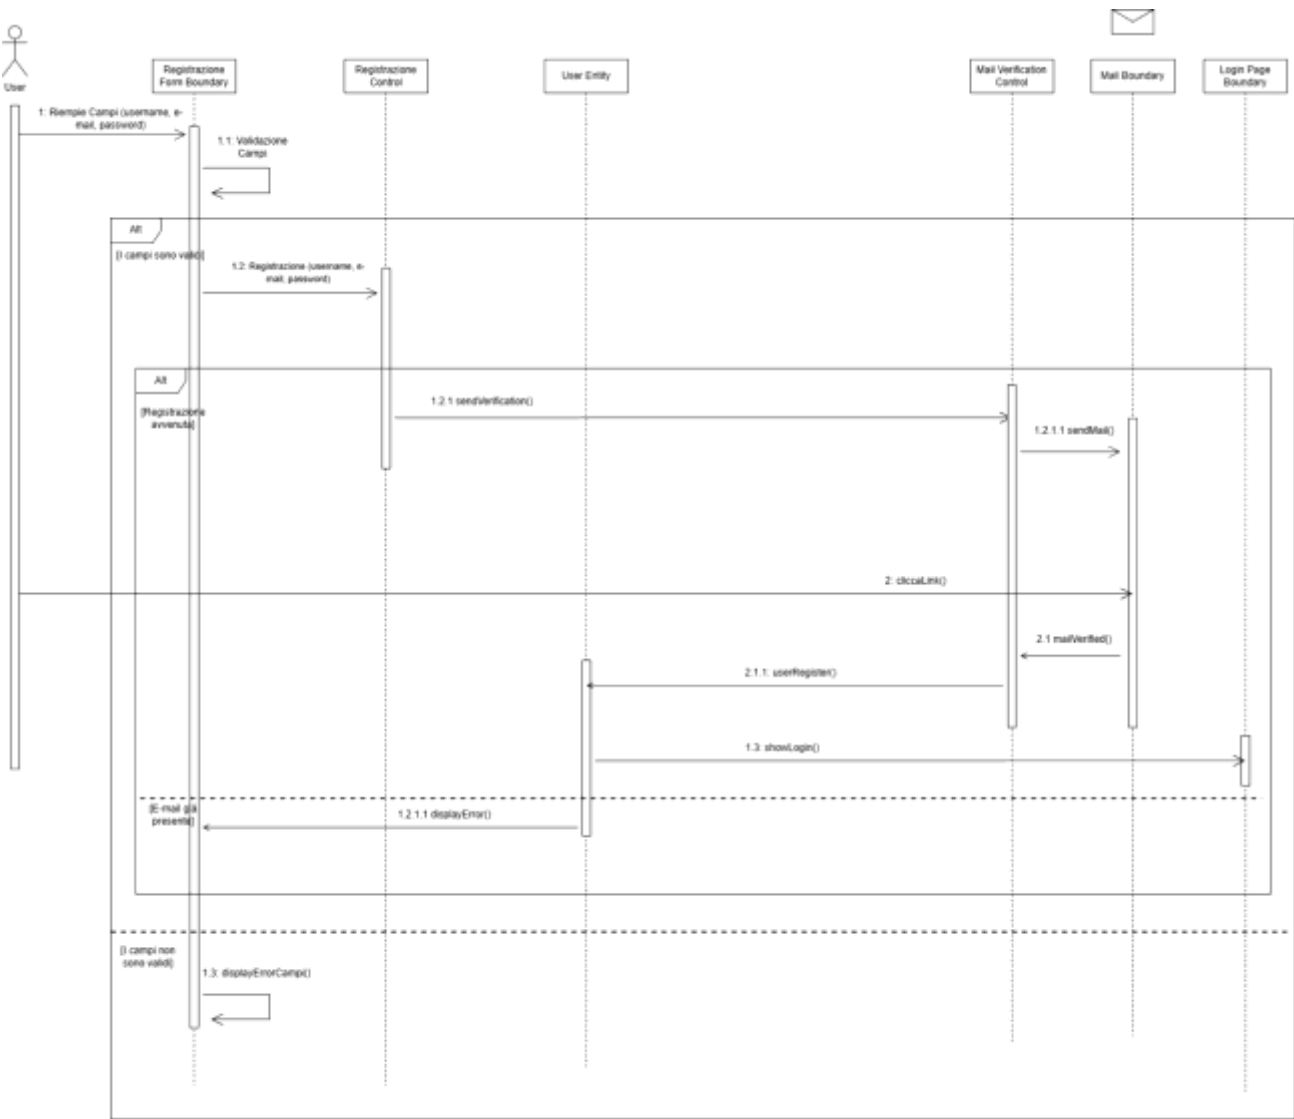 User
Registrazione
Form Boundary
Registrazione
Control
User Entity
Mail Verification
Control
Mail Boundary
Login Page
Boundary
1: Riempie Campi (username, e-
mail, password)
1.1: Validazione
Campi
Alt
[I campi sono validi]
1.2: Registrazione (username, e-
mail, password)
Alt
[Registrazione
avvenuta]
1.2.1 sendVerification()
1.2.1.1 sendMail()
2: cliccaLink()
2.1 mailVerified()
2.1.1: userRegister()
1.3: showLogin()
[E-mail già
presente]
1.2.1.1 displayError()
[I campi non
sono validi]
1.3: displayErrorCampi()